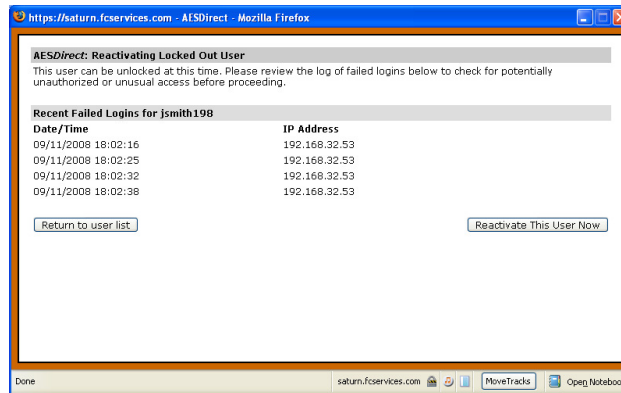 https://saturn.fcservices.com - AESDirect - Mozilla Firefox
AESDirect: Reactivating Locked Out User
This user can be unlocked at this time. Please review the log of failed logins below to check for potentially
unauthorized or unusual access before proceeding.
Recent Failed Logins for jsmith198
Date/Time IP Address
09/11/2008 18:02:16 192.168.32.53
09/11/2008 18:02:25 192.168.32.53
09/11/2008 18:02:32 192.168.32.53
09/11/2008 18:02:38 192.168.32.53
Return to user list Reactivate This User Now
Done saturn.fcservices.com MoveTracks Open Noteboo